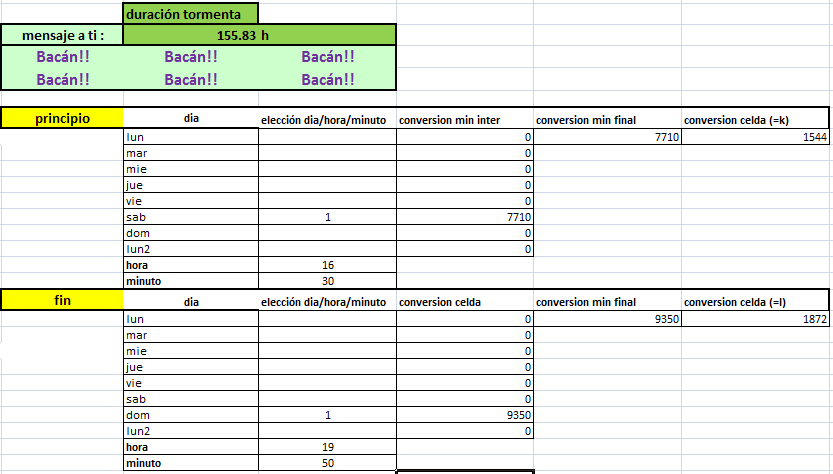 duración tormenta
mensaje a ti : 155.83 h
Bacán!! Bacán!! Bacán!!
Bacán!! Bacán!! Bacán!!
principio dia elección dia/hora/minuto conversion min inter conversion min final conversion celda (=k)
lun 0 7710 1544
mar 0
mie 0
jue 0
vie 0
sab 1 7710
dom 0
lun2 0
hora 16
minuto 30
fin dia elección dia/hora/minuto conversion celda conversion min final conversion celda (=l)
lun 0 9350 1872
mar 0
mie 0
jue 0
vie 0
sab 0
dom 1 9350
lun2 0
hora 19
minuto 50